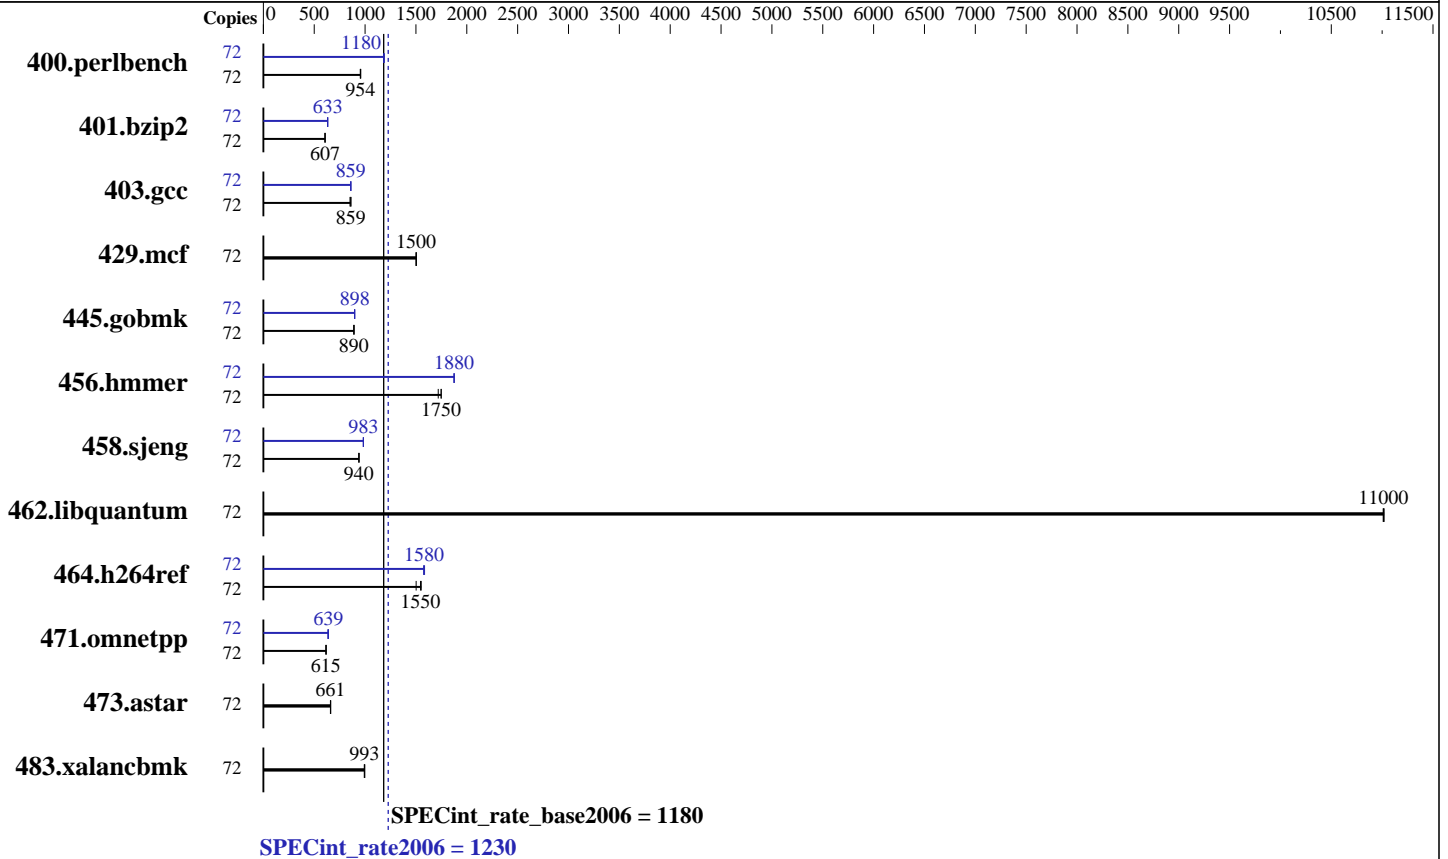 Copies 0 500 1000 1500 2000 2500 3000 3500 4000 4500 5000 5500 6000 6500 7000 7500 8000 8500 9000 9500 10500 11500
400.perlbench 72 1180
72 954
401.bzip2 72 633
72 607
403.gcc 72 859
72 859
429.mcf 72 1500
445.gobmk 72 898
72 890
456.hmmer 72 1880
72 1750
458.sjeng 72 983
72 940
462.libquantum 72 11000
464.h264ref 72 1580
72 1550
471.omnetpp 72 639
72 615
473.astar 72 661
483.xalancbmk 72 993
SPECint_rate_base2006 = 1180
SPECint_rate2006 = 1230